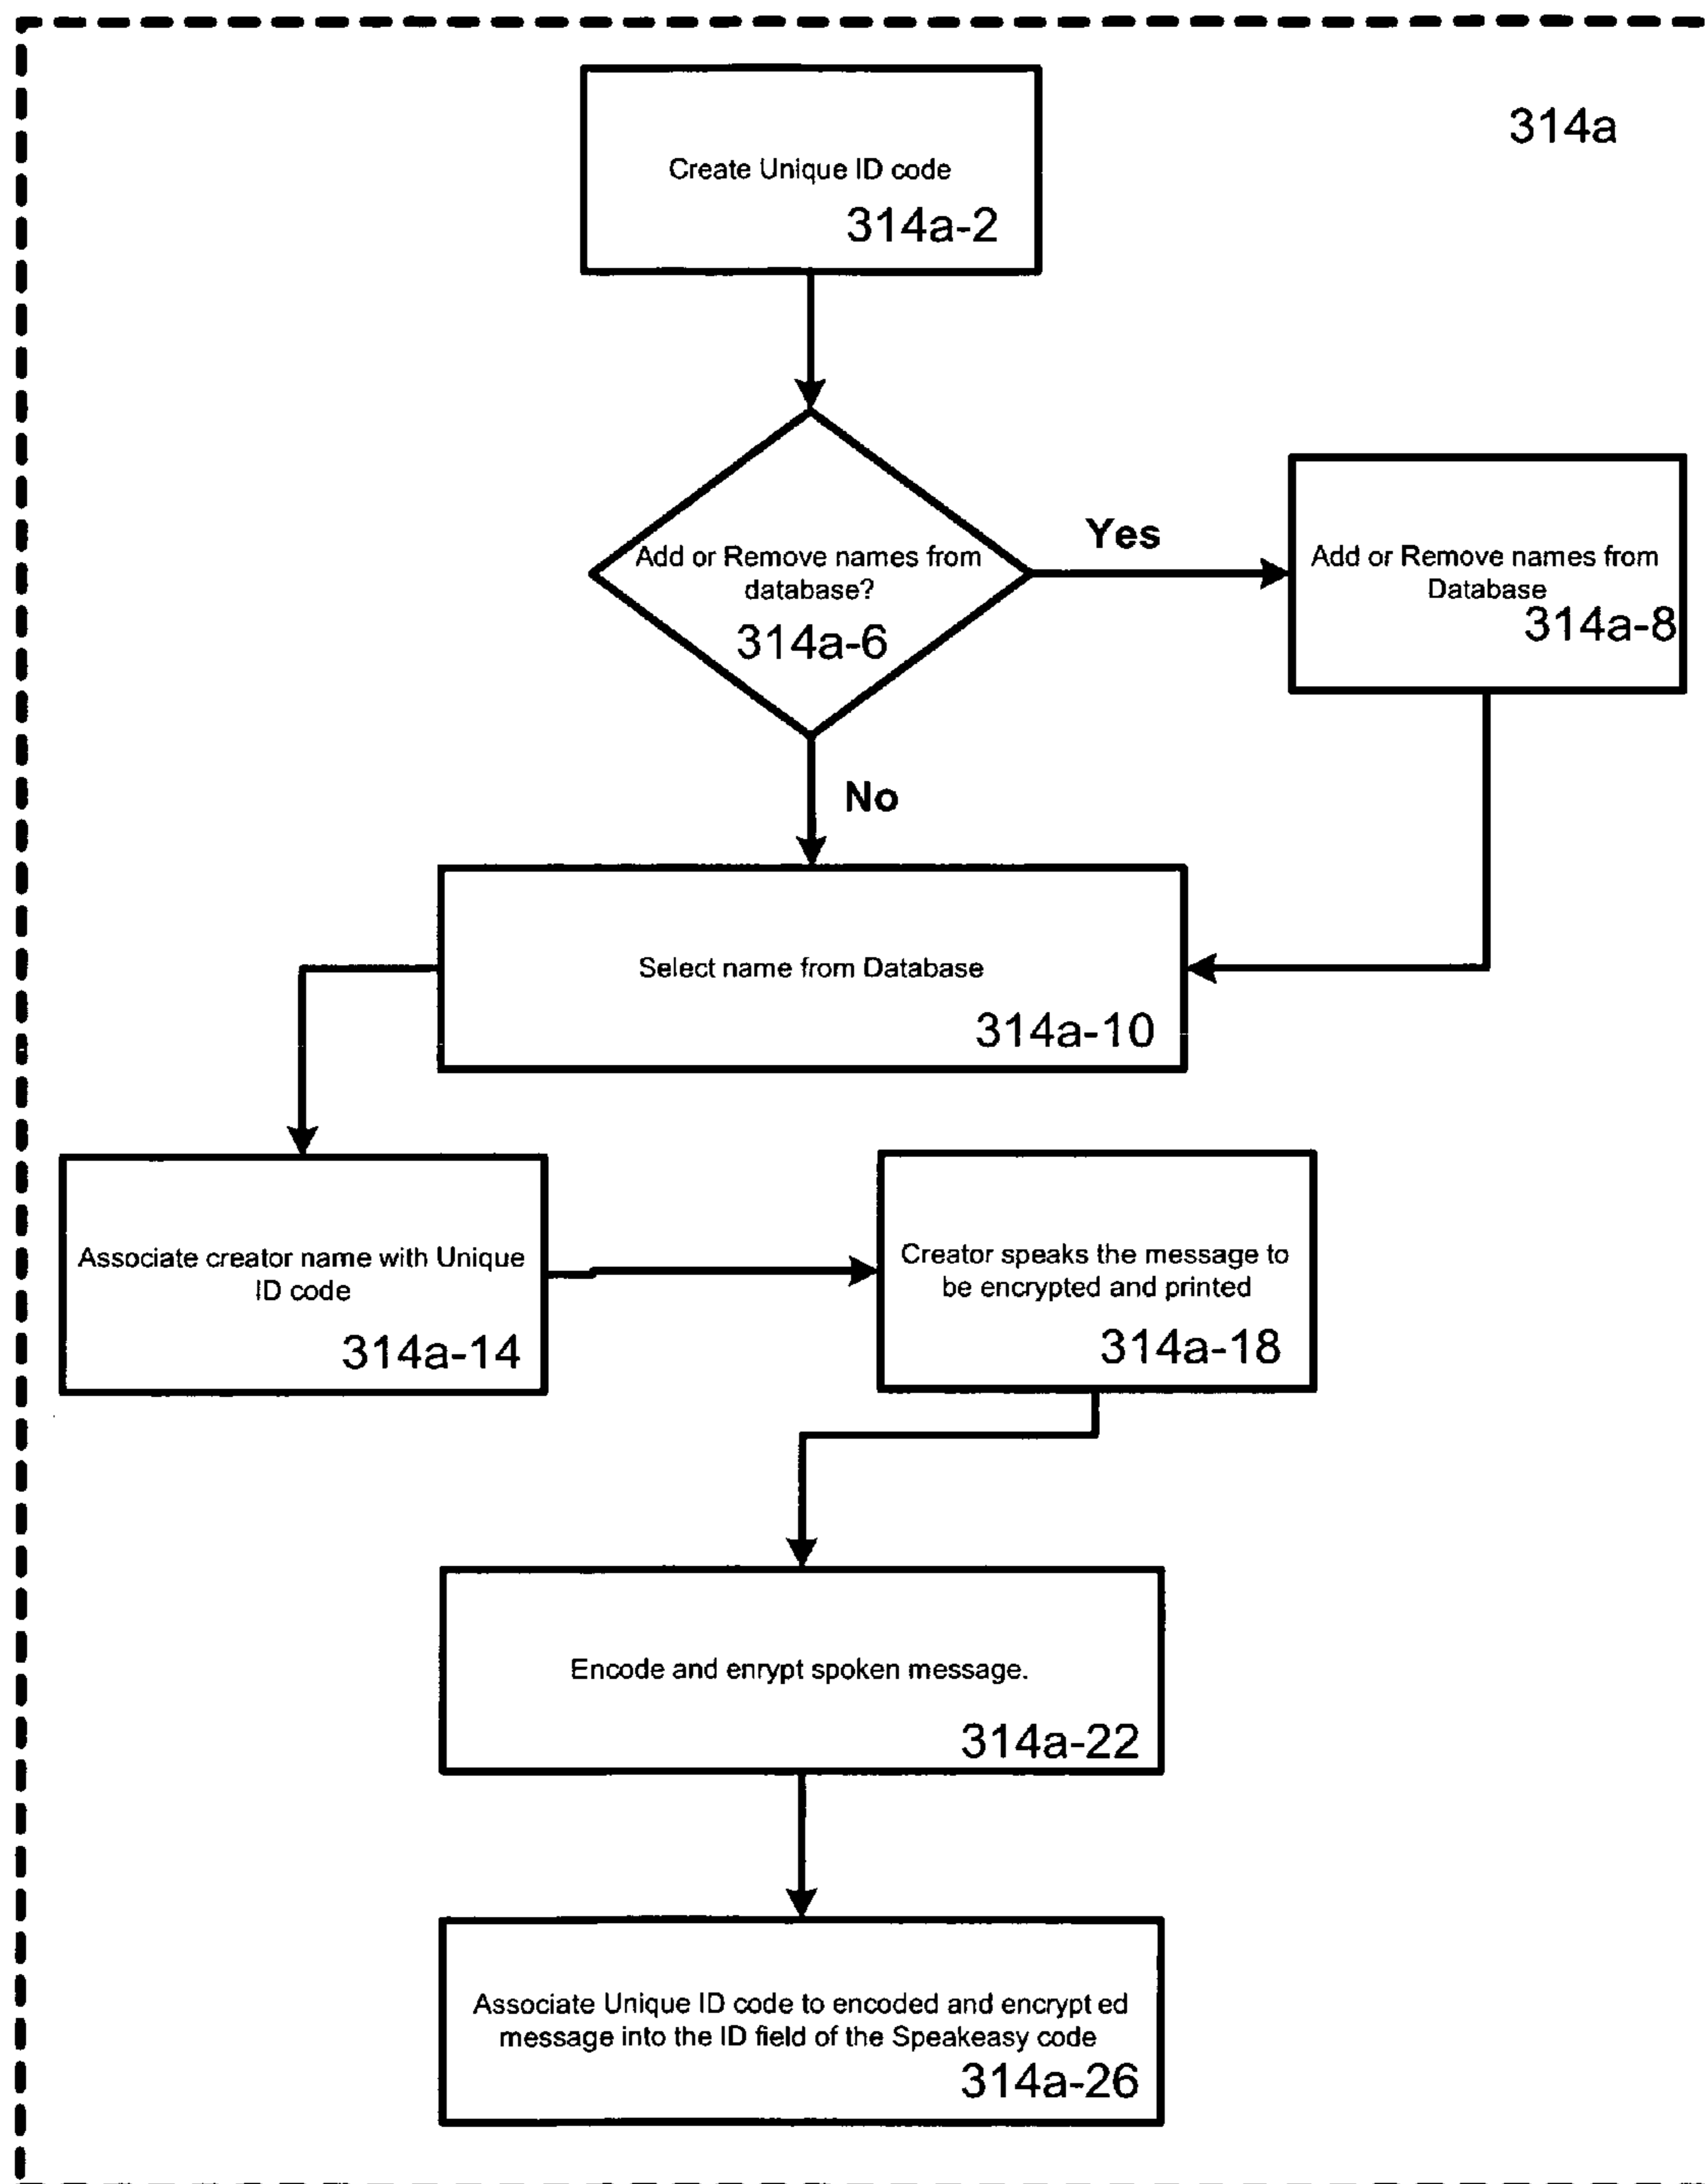 314a
Create Unique ID code
314a-2
Add or Remove names from
database?
314a-6
Yes
Add or Remove names from
Database
314a-8
No
Select name from Database
314a-10
Associate creator name with Unique
ID code
314a-14
Creator speaks the message to
be encrypted and printed
314a-18
Encode and enrypt spoken message.
314a-22
Associate Unique ID code to encoded and encrypt ed
message into the ID field of the Speakeasy code
314a-26